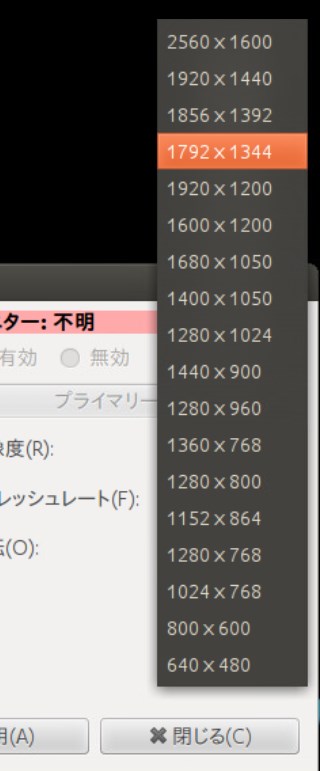 2560 x 1600
1920 x 1440
1856 x 1392
1792 x 1344
1920 x 1200
1600 x 1200
1680 x 1050
1400 x 1050
1280 x 1024
1440 x 900
1280 x 960
1360 x 768
1280 x 800
1152 x 864
1280 x 768
1024 x 768
800 x 600
640 x 480
ター: 不明
有効 無効
プライマリー
度(R):
レッシュレート(F):
(O):
用(A) 閉じる(C)